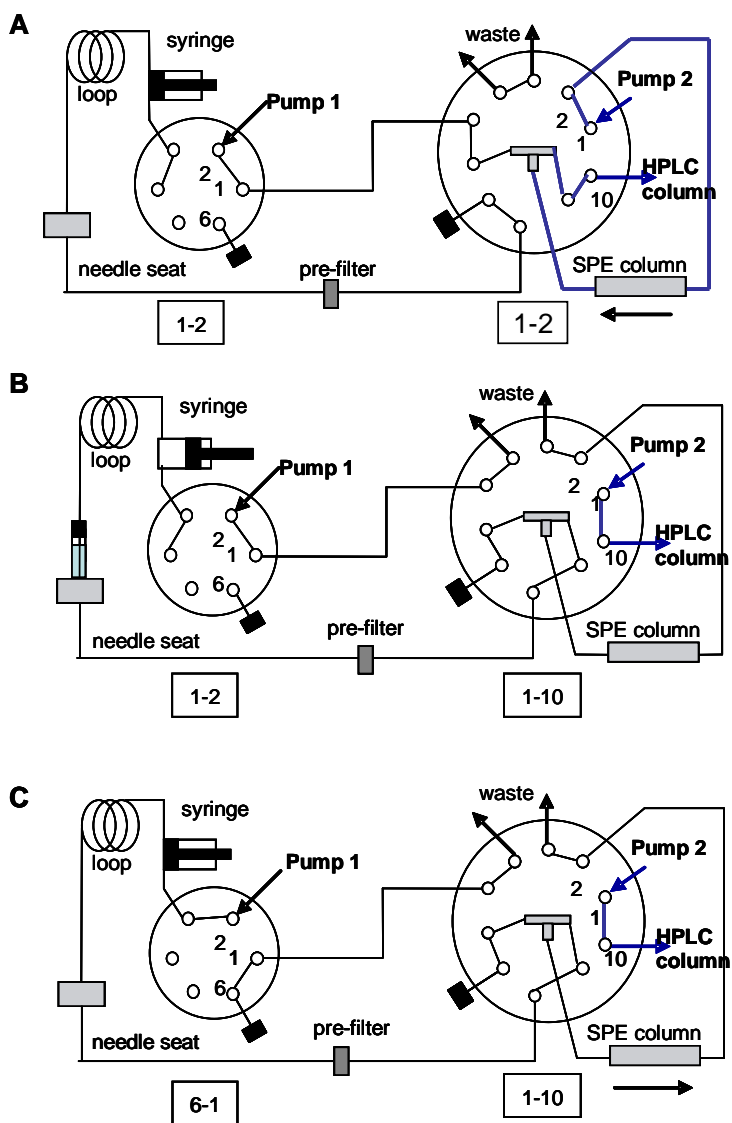 A
syringe
waste
loop
Pump 1
Pump 2
2
1
6
2
1
10
HPLC
column
needle seat
pre-filter
SPE column
1-2
1-2
B
syringe
waste
loop
Pump 1
Pump 2
2
1
6
2
1
10
HPLC
column
needle seat
pre-filter
SPE column
1-2
1-10
C
syringe
waste
loop
Pump 1
Pump 2
2
1
6
2
1
10
HPLC
column
needle seat
pre-filter
SPE column
6-1
1-10